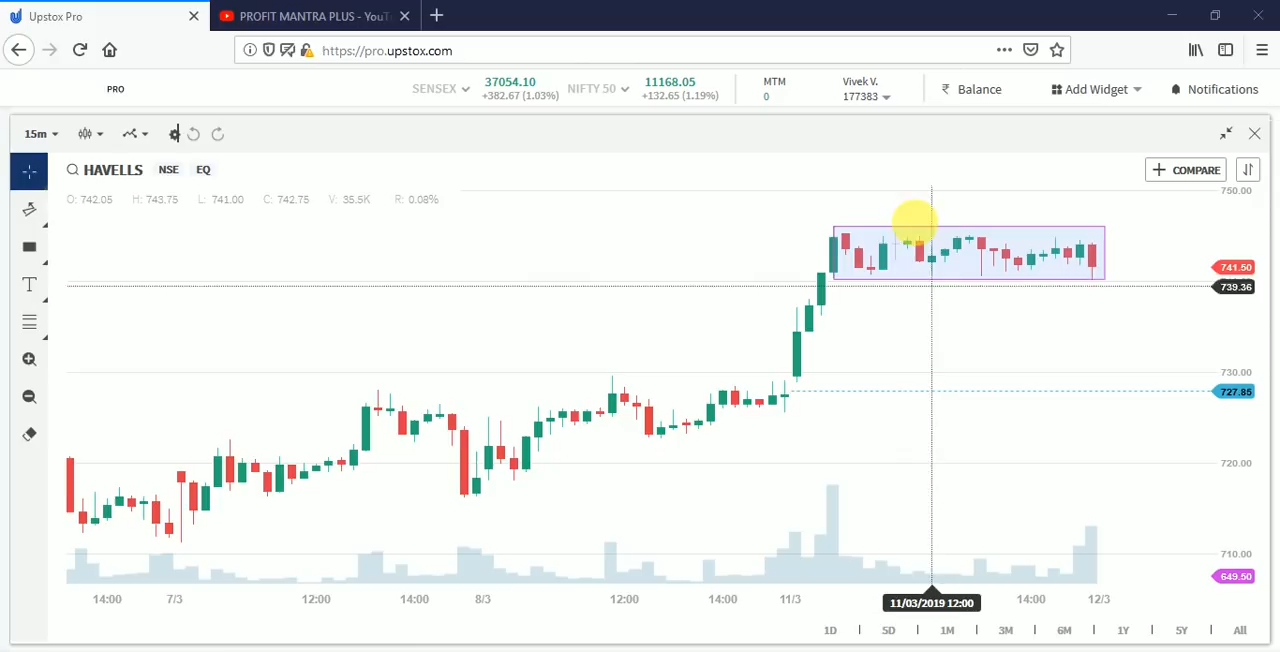 Upstox Pro
PROFIT MANTRA PLUS - YouT
https://pro.upstox.com
PRO
SENSEX 37054.10 +382.67 (1.03%)
NIFTY 50 11168.05 +132.65 (1.19%)
MTM 0
Vivek V. 177383
₹ Balance
Add Widget
Notifications
15m
HAVELLS NSE EQ
+ COMPARE
O: 742.05 H: 743.75 L: 741.00 C: 742.75 V: 35.5K R: 0.08%
750.00
741.50
739.36
T
730.00
727.85
720.00
710.00
649.50
14:00 7/3 12:00 14:00 8/3 12:00 14:00 11/3 11/03/2019 12:00 14:00 12/3
1D 5D 1M 3M 6M 1Y 5Y All